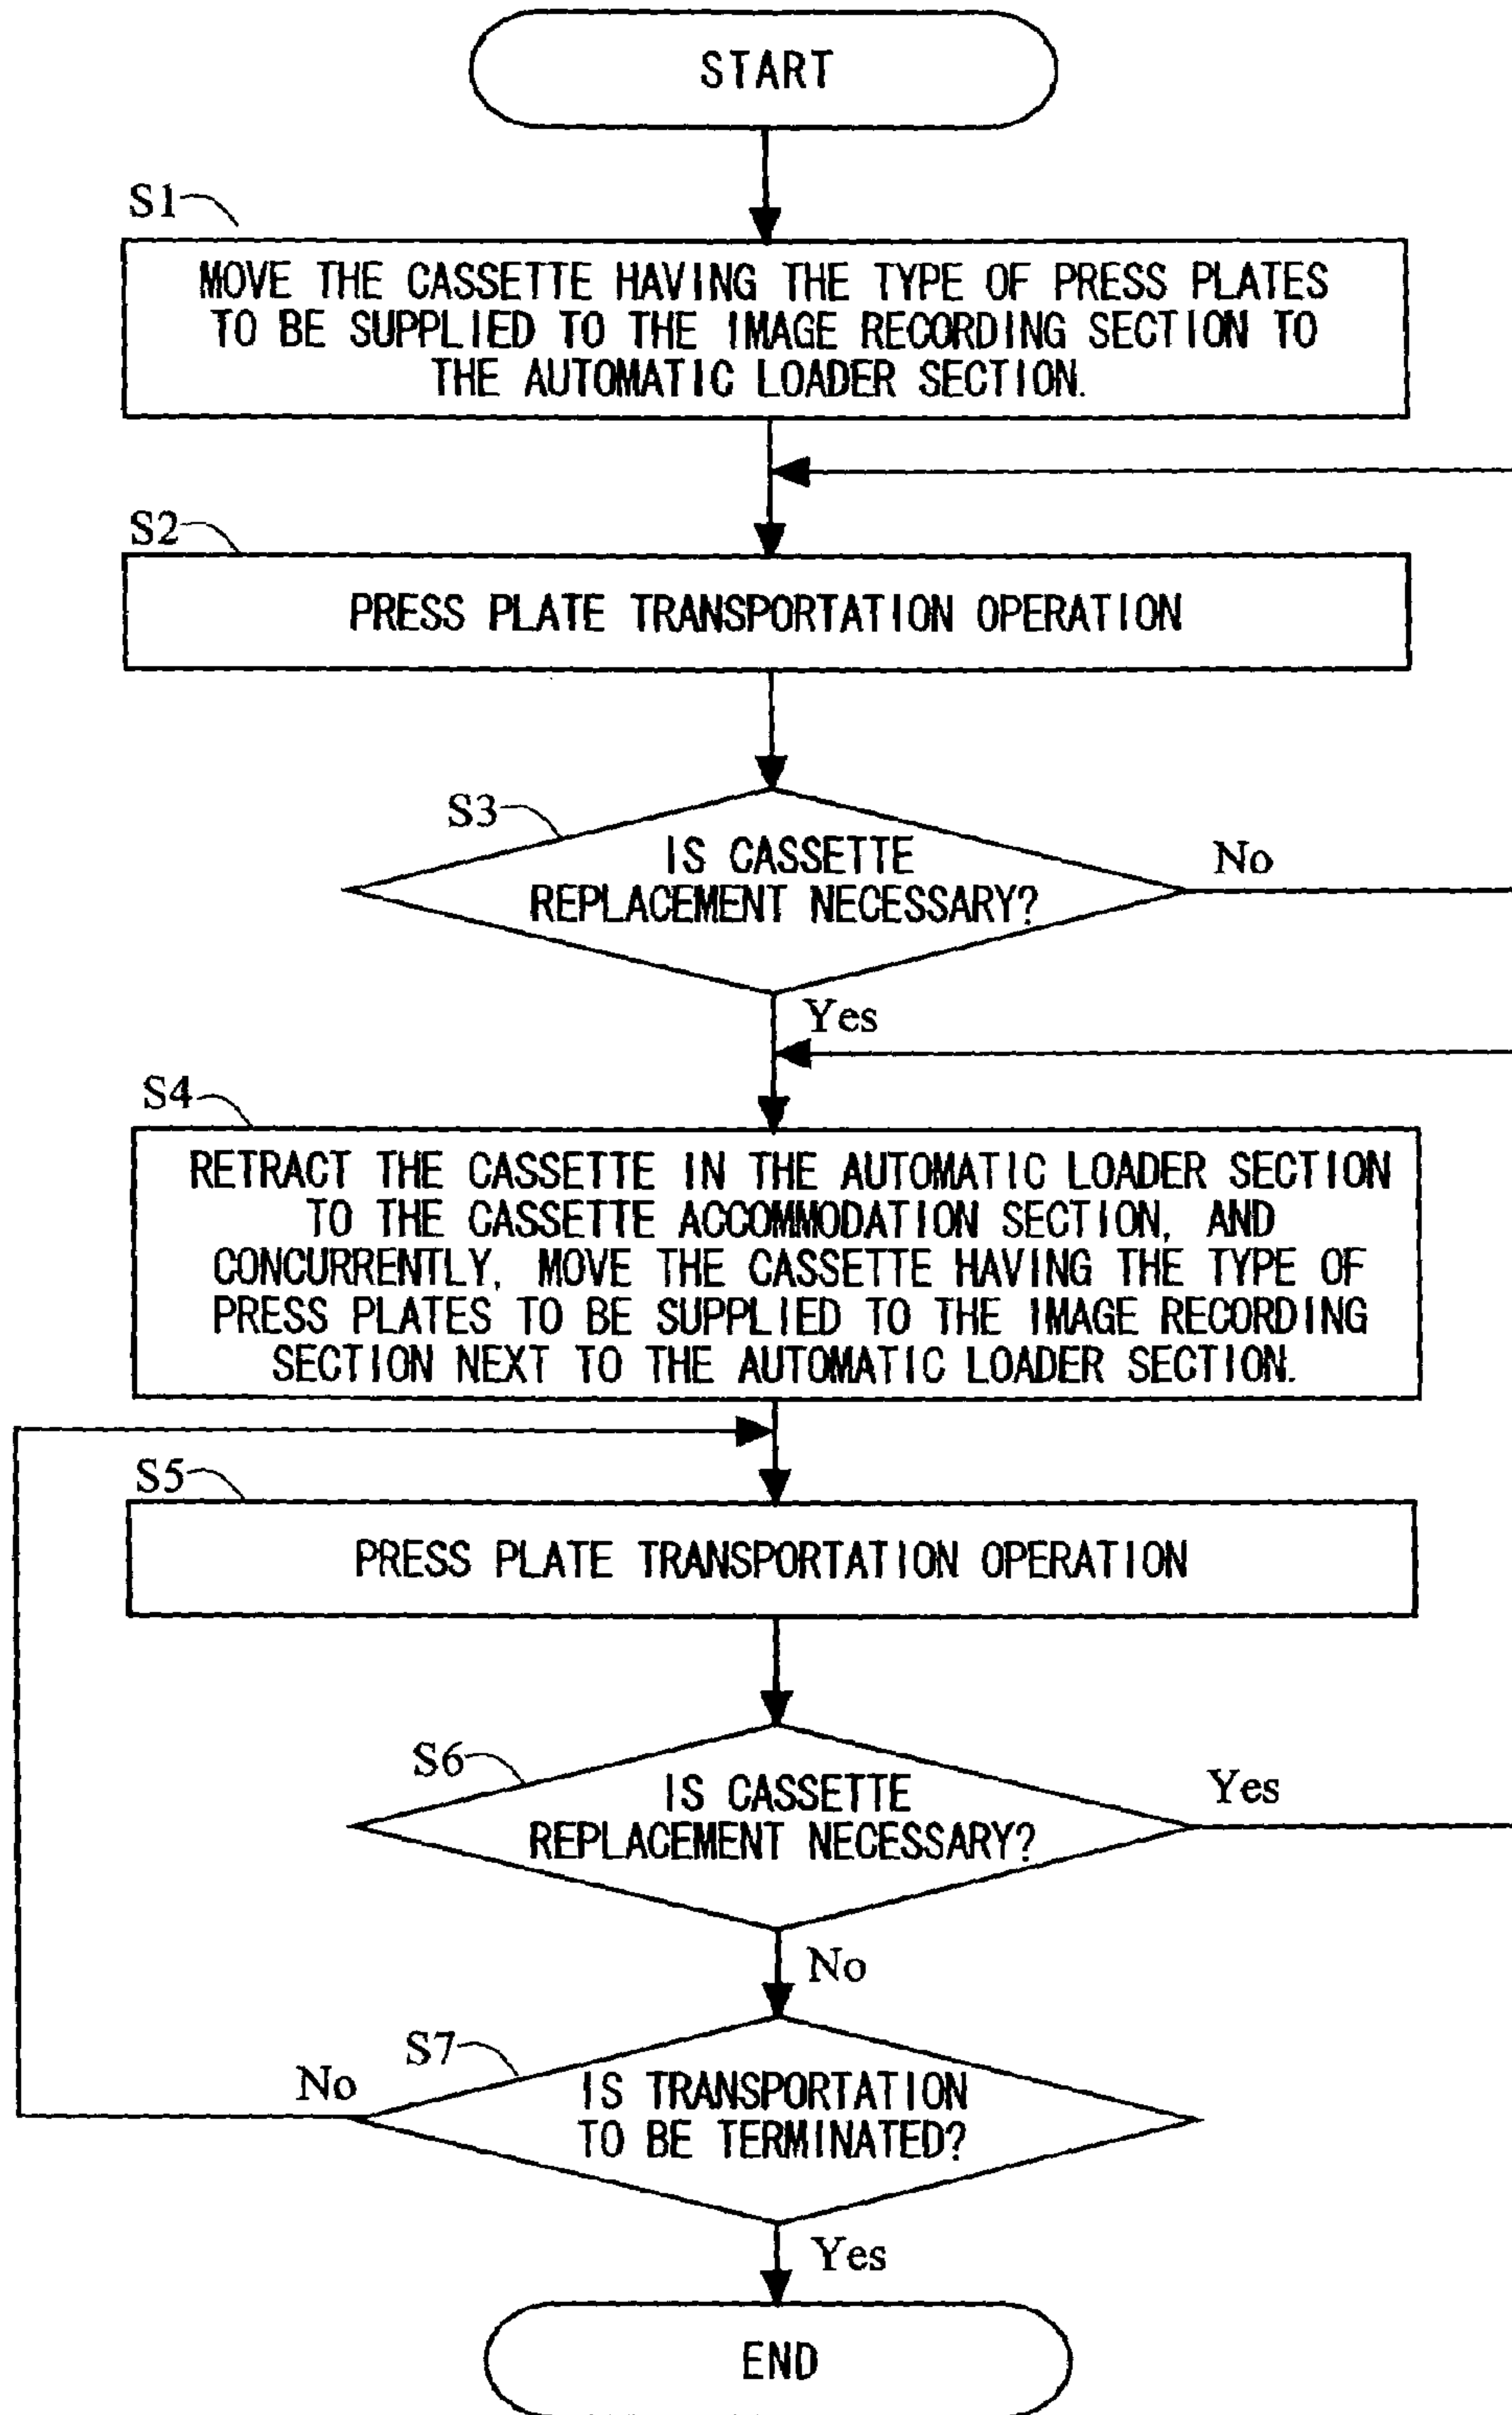 START
S1
MOVE THE CASSETTE HAVING THE TYPE OF PRESS PLATES
TO BE SUPPLIED TO THE IMAGE RECORDING SECTION TO
THE AUTOMATIC LOADER SECTION.
S2
PRESS PLATE TRANSPORTATION OPERATION
S3
IS CASSETTE
REPLACEMENT NECESSARY?
No
Yes
S4
RETRACT THE CASSETTE IN THE AUTOMATIC LOADER SECTION
TO THE CASSETTE ACCOMMODATION SECTION, AND
CONCURRENTLY, MOVE THE CASSETTE HAVING THE TYPE OF
PRESS PLATES TO BE SUPPLIED TO THE IMAGE RECORDING
SECTION NEXT TO THE AUTOMATIC LOADER SECTION.
S5
PRESS PLATE TRANSPORTATION OPERATION
S6
IS CASSETTE
REPLACEMENT NECESSARY?
Yes
No
S7
No
IS TRANSPORTATION
TO BE TERMINATED?
Yes
END